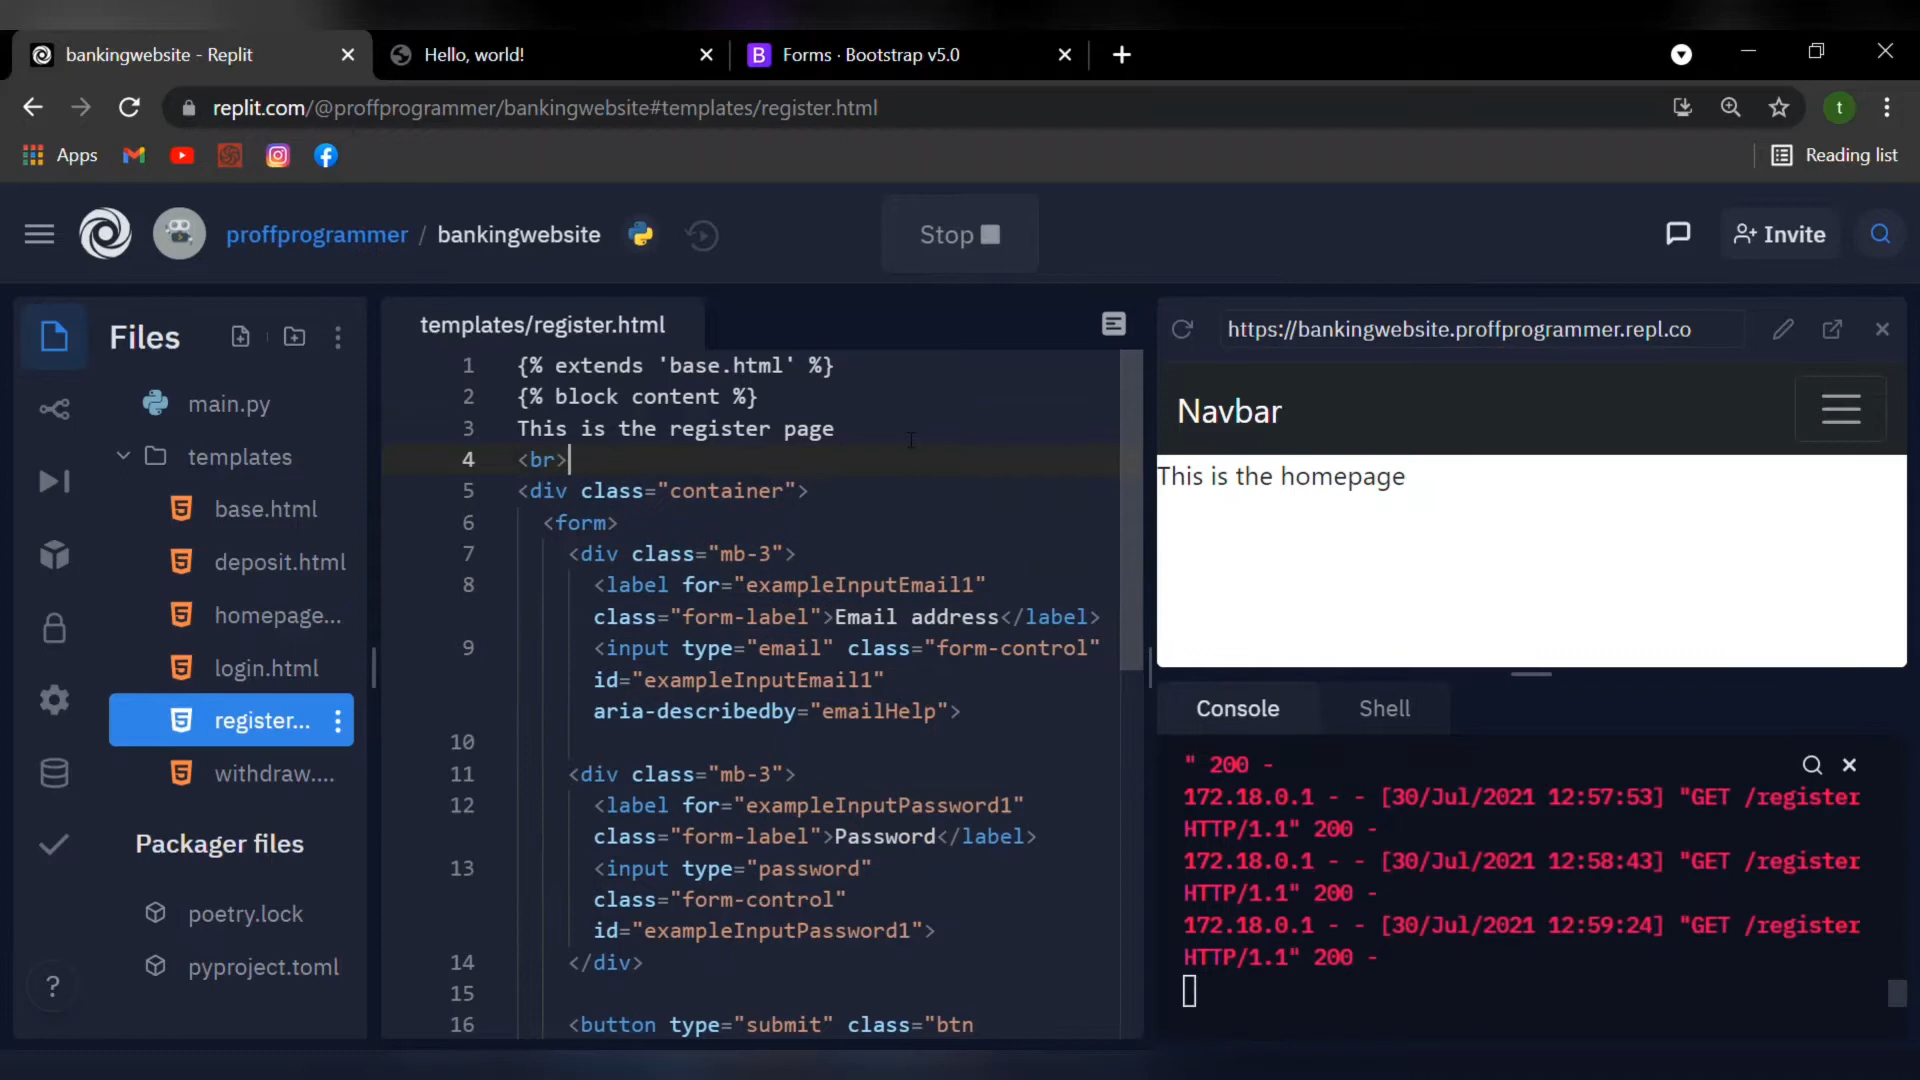 bankingwebsite - Replit
Hello, world!
B Forms · Bootstrap v5.0
replit.com/@proffprogrammer/bankingwebsite#templates/register.html
t
Apps
Reading list
proffprogrammer / bankingwebsite
Stop
Invite
Files
main.py
templates
base.html
deposit.html
homepage...
login.html
register...
withdraw....
Packager files
poetry.lock
pyproject.toml
?
templates/register.html
1 {% extends 'base.html' %}
2 {% block content %}
3 This is the register page
4 <br>
5 <div class="container">
6 <form>
7 <div class="mb-3">
8 <label for="exampleInputEmail1"
class="form-label">Email address</label>
9 <input type="email" class="form-control"
id="exampleInputEmail1"
aria-describedby="emailHelp">
10
11 <div class="mb-3">
12 <label for="exampleInputPassword1"
class="form-label">Password</label>
13 <input type="password"
class="form-control"
id="exampleInputPassword1">
14 </div>
15
16 <button type="submit" class="btn
https://bankingwebsite.proffprogrammer.repl.co
Navbar
This is the homepage
Console
Shell
" 200 -
172.18.0.1 - - [30/Jul/2021 12:57:53] "GET /register
HTTP/1.1" 200 -
172.18.0.1 - - [30/Jul/2021 12:58:43] "GET /register
HTTP/1.1" 200 -
172.18.0.1 - - [30/Jul/2021 12:59:24] "GET /register
HTTP/1.1" 200 -